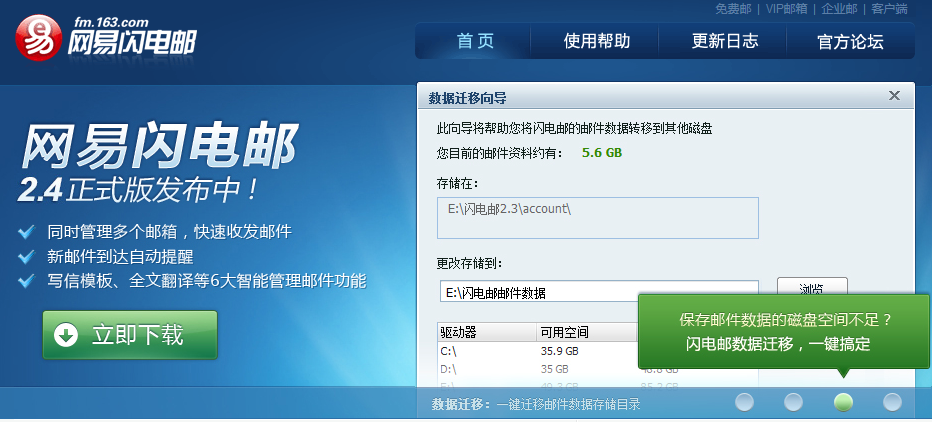 免费邮 | VIP邮箱 | 企业邮 | 客户端
fm.163.com
易
网易闪电邮
首页 使用帮助 更新日志 官方论坛
网易闪电邮
2.4正式版发布中！
同时管理多个邮箱，快速收发邮件
新邮件到达自动提醒
写信模板、全文翻译等6大智能管理邮件功能
立即下载
数据迁移向导
此向导将帮助您将闪电邮的邮件数据转移到其他磁盘
您目前的邮件资料约有： 5.6 GB
存储在：
E:\闪电邮2.3\account\
更改存储到：
E:\闪电邮邮件数据
浏览
驱动器 可用空间
C:\ 35.9 GB
D:\ 35 GB
保存邮件数据的磁盘空间不足？
闪电邮数据迁移，一键搞定
数据迁移：一键迁移邮件数据存储目录